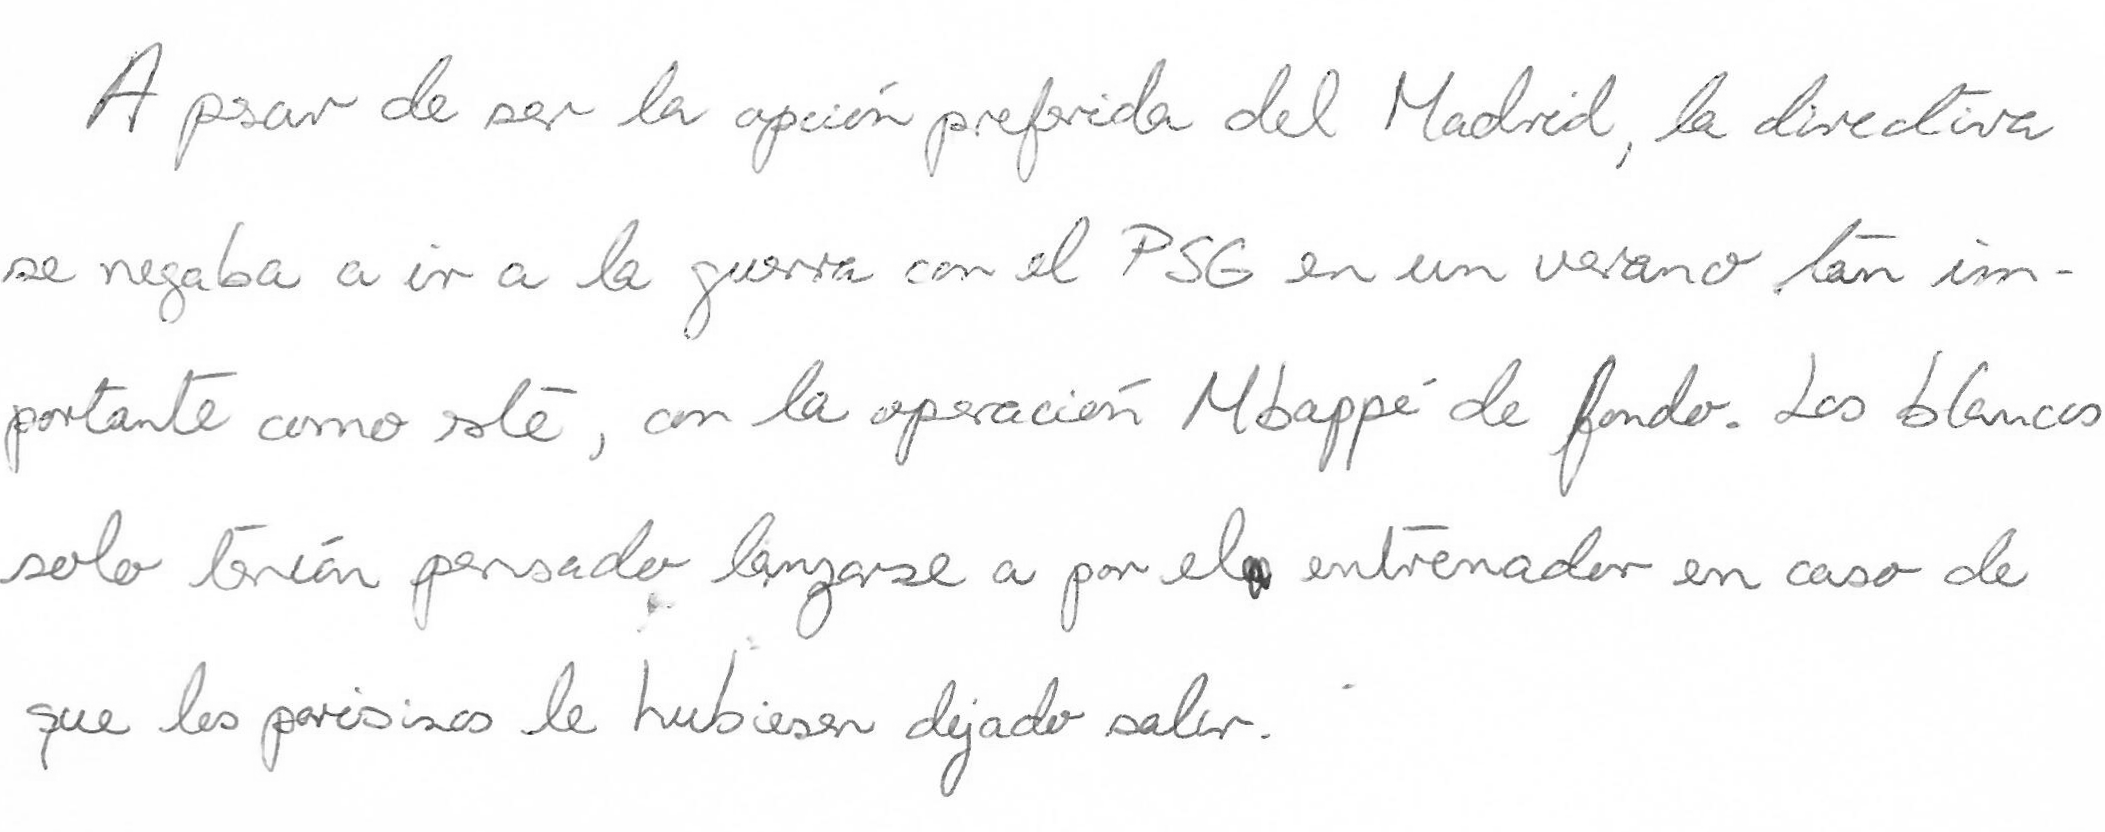 A pesar de ser la opción preferida del Madrid, la directiva
se negaba a ir a la guerra con el PSG en un verano tan im-
portante como este, con la operación Mbappé de fondo. Los blancos
solo tenían pensado lanzarse a por el entrenador en caso de
que los parisinos le hubiesen dejado salir.